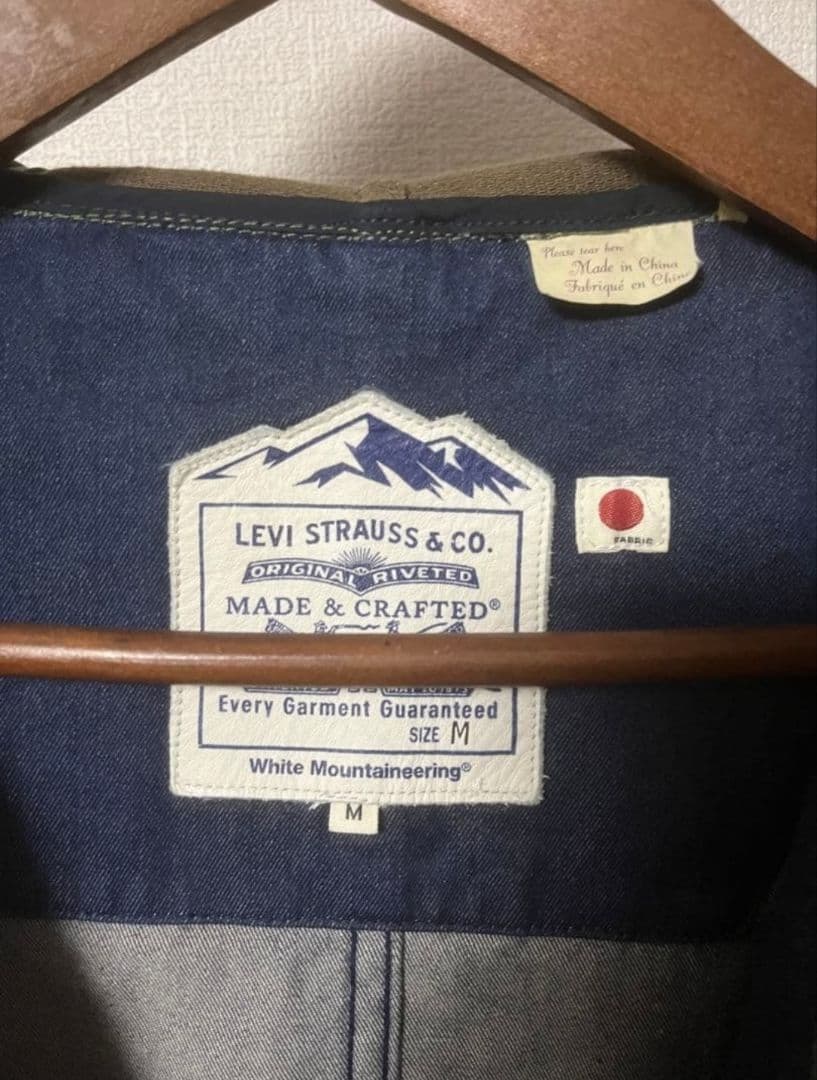 Please tear here
Made in China
Fabriqué en Chine
LEVI STRAUSS & CO.
ORIGINAL RIVETED
MADE & CRAFTED®
FABRIC
Every Garment Guaranteed
SIZE M
White Mountaineering®
M